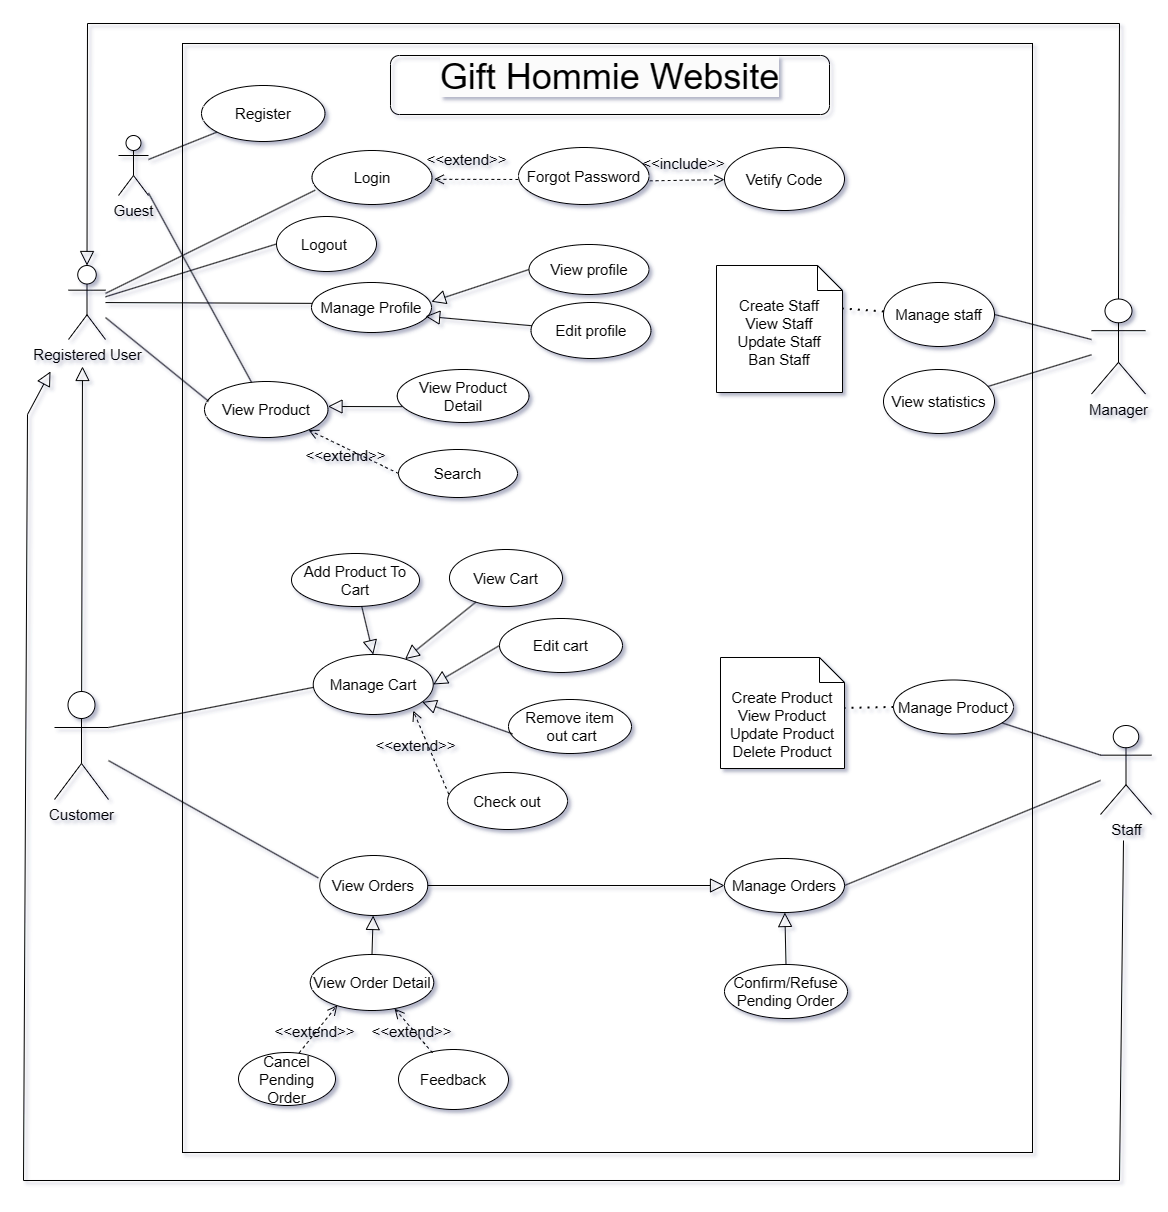 Gift Hommie Website
Register
Guest
Login
<<extend>>
Forgot Password
<<include>>
Vetify Code
Logout
Registered User
Manage Profile
View profile
Edit profile
Create Staff
View Staff
Update Staff
Ban Staff
Manage staff
View statistics
Manager
View Product
View Product
Detail
<<extend>>
Search
Add Product To
Cart
View Cart
Edit cart
Manage Cart
Remove item
out cart
<<extend>>
Check out
Customer
Create Product
View Product
Update Product
Delete Product
Manage Product
Staff
View Orders
Manage Orders
View Order Detail
Confirm/Refuse
Pending Order
<<extend>>
<<extend>>
Cancel
Pending
Order
Feedback